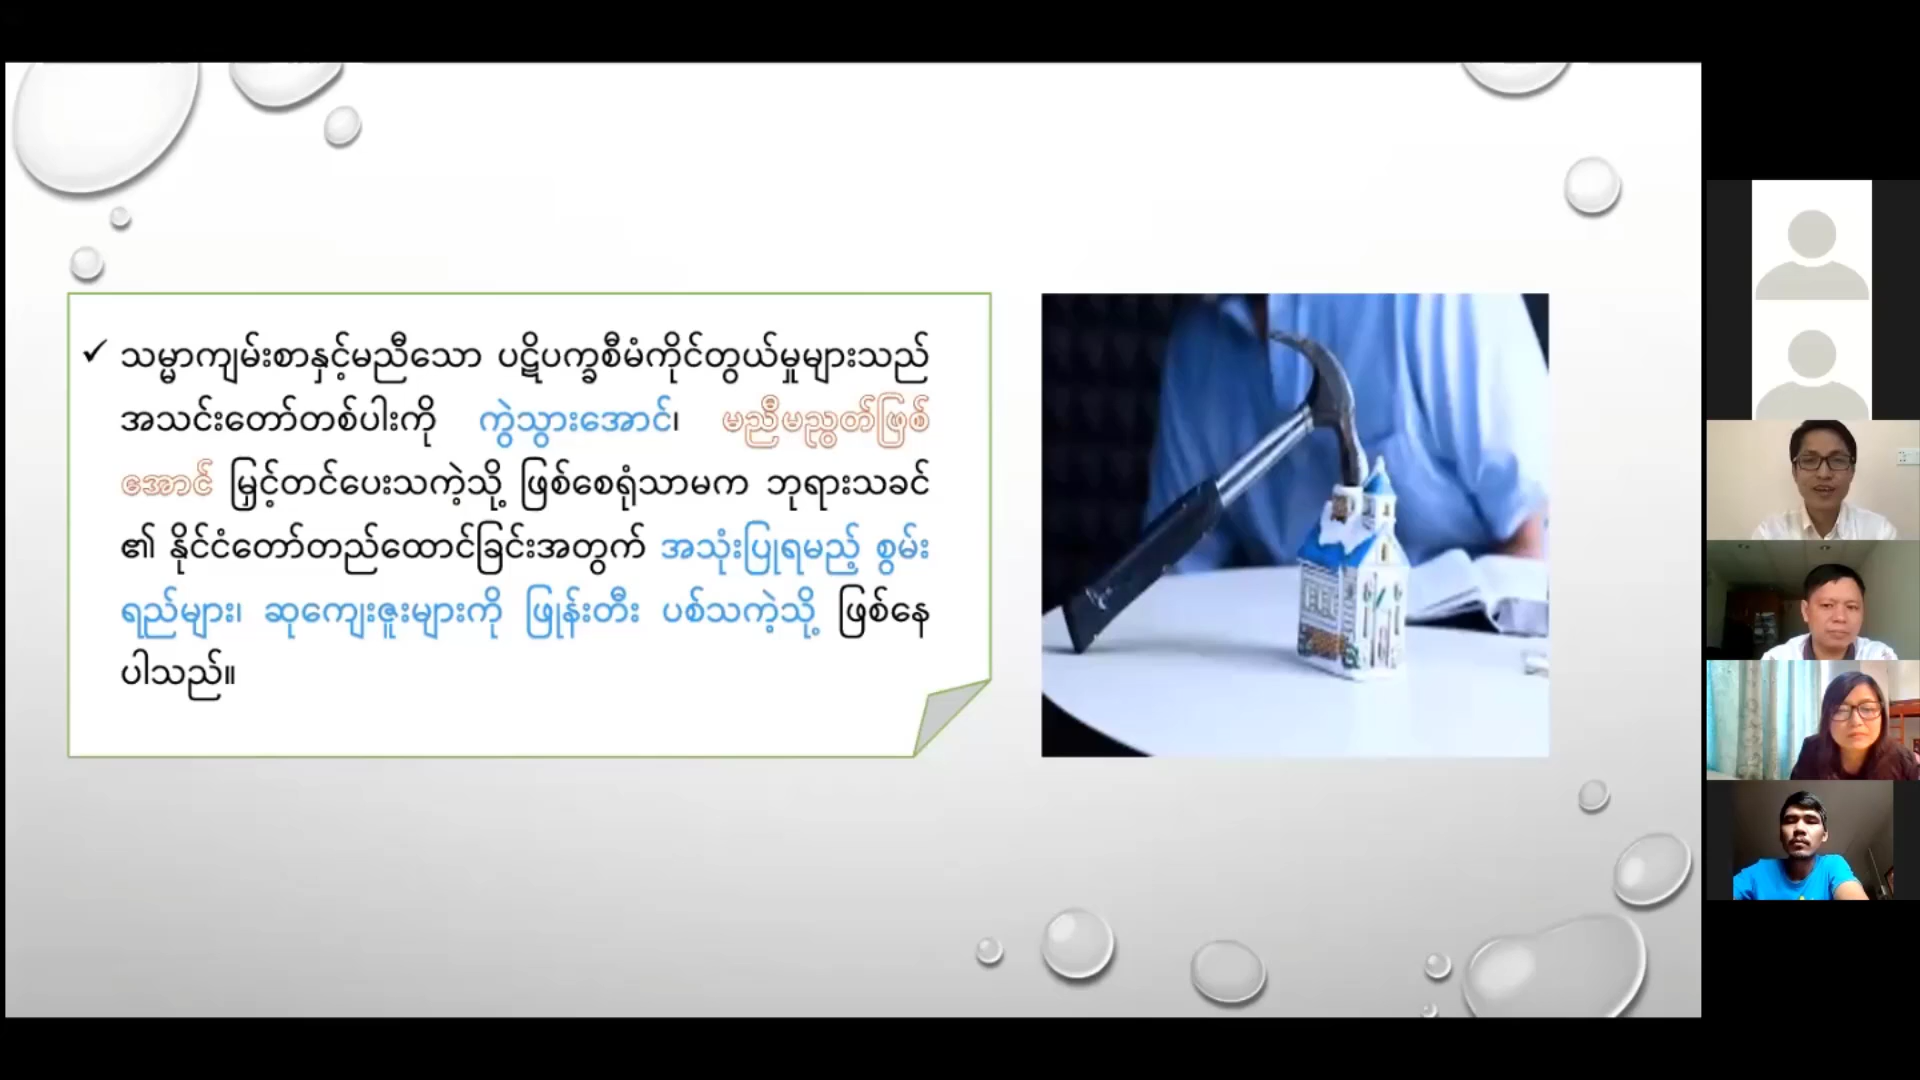 ✓ သမ္မာကျမ်းစာနှင့်မညီသော ပဋိပက္ခစီမံကိုင်တွယ်မှုများသည်
အသင်းတော်တစ်ပါးကို ကွဲသွားအောင်၊ မညီမညွတ်ဖြစ်
အောင် မြှင့်တင်ပေးသကဲ့သို့ ဖြစ်စေရုံသာမက ဘုရားသခင်
၏ နိုင်ငံတော်တည်ထောင်ခြင်းအတွက် အသုံးပြုရမည့် စွမ်း
ရည်များ၊ ဆုကျေးဇူးများကို ဖြုန်းတီး ပစ်သကဲ့သို့ ဖြစ်နေ
ပါသည်။